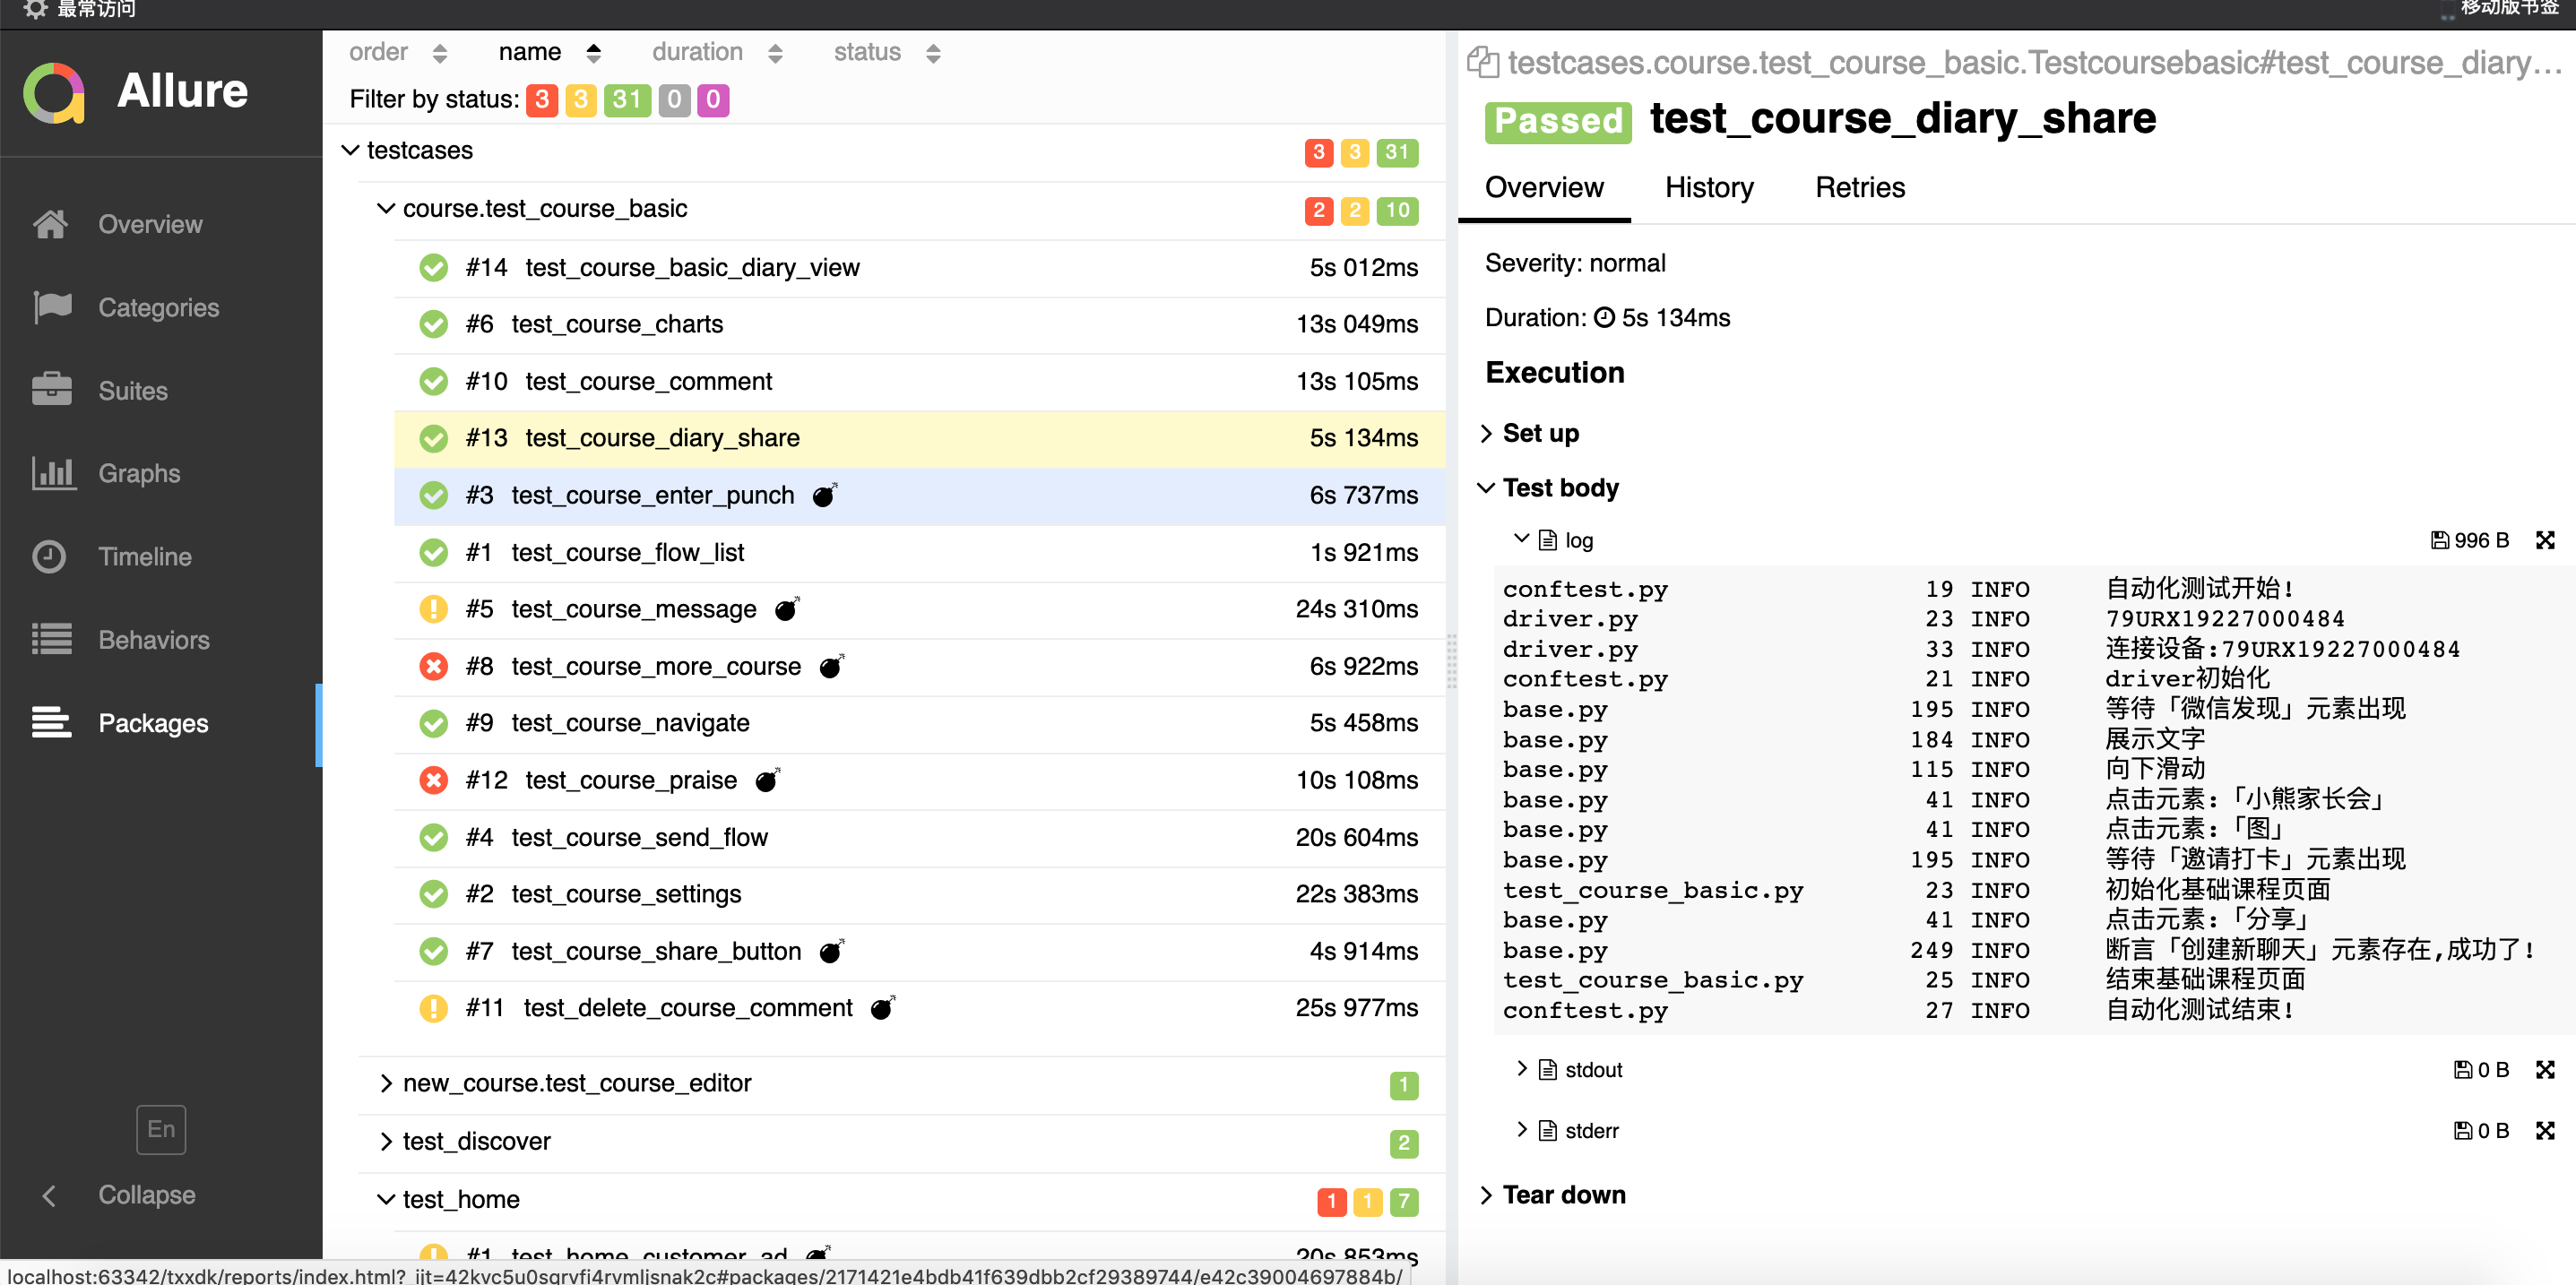 最常访问
移动版书签
Allure
Overview
Categories
Suites
Graphs
Timeline
Behaviors
Packages
En
Collapse
order name duration status
Filter by status: 3 3 31 0 0
testcases 3 3 31
course.test_course_basic 2 2 10
#14 test_course_basic_diary_view 5s 012ms
#6 test_course_charts 13s 049ms
#10 test_course_comment 13s 105ms
#13 test_course_diary_share 5s 134ms
#3 test_course_enter_punch 6s 737ms
#1 test_course_flow_list 1s 921ms
#5 test_course_message 24s 310ms
#8 test_course_more_course 6s 922ms
#9 test_course_navigate 5s 458ms
#12 test_course_praise 10s 108ms
#4 test_course_send_flow 20s 604ms
#2 test_course_settings 22s 383ms
#7 test_course_share_button 4s 914ms
#11 test_delete_course_comment 25s 977ms
new_course.test_course_editor 1
test_discover 2
test_home 1 1 7
#1 test_home_customer_ad 20s 853ms
testcases.course.test_course_basic.Testcoursebasic#test_course_diary...
Passed test_course_diary_share
Overview History Retries
Severity: normal
Duration: 5s 134ms
Execution
Set up
Test body
log 996 B
conftest.py 19 INFO 自动化测试开始!
driver.py 23 INFO 79URX19227000484
driver.py 33 INFO 连接设备:79URX19227000484
conftest.py 21 INFO driver初始化
base.py 195 INFO 等待「微信发现」元素出现
base.py 184 INFO 展示文字
base.py 115 INFO 向下滑动
base.py 41 INFO 点击元素:「小熊家长会」
base.py 41 INFO 点击元素:「图」
base.py 195 INFO 等待「邀请打卡」元素出现
test_course_basic.py 23 INFO 初始化基础课程页面
base.py 41 INFO 点击元素:「分享」
base.py 249 INFO 断言「创建新聊天」元素存在,成功了!
test_course_basic.py 25 INFO 结束基础课程页面
conftest.py 27 INFO 自动化测试结束!
stdout 0 B
stderr 0 B
Tear down